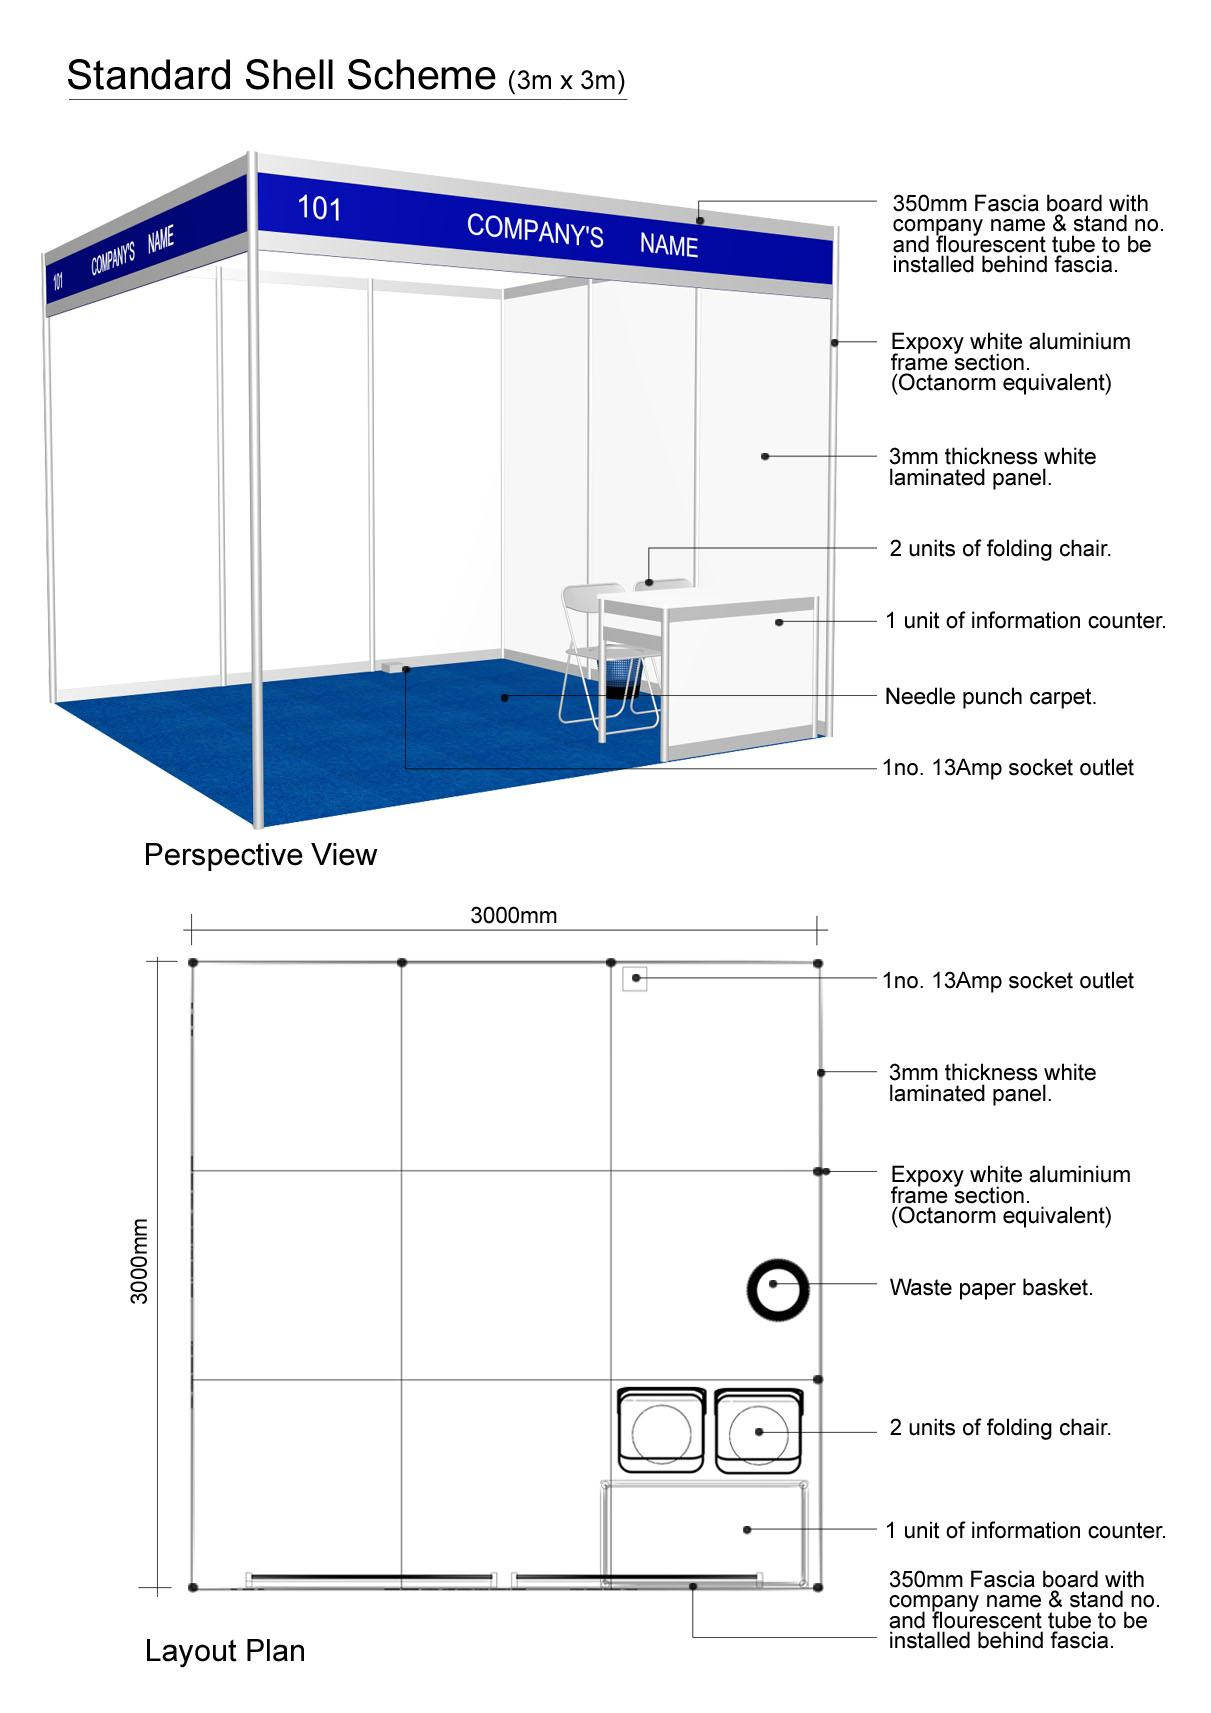 Standard Shell Scheme (3m x 3m)
101
COMPANY'S NAME
101
COMPANY'S NAME
350mm Fascia board with
company name & stand no.
and flourescent tube to be
installed behind fascia.
Expoxy white aluminium
frame section.
(Octanorm equivalent)
3mm thickness white
laminated panel.
2 units of folding chair.
1 unit of information counter.
Needle punch carpet.
1no. 13Amp socket outlet
Perspective View
3000mm
3000mm
1no. 13Amp socket outlet
3mm thickness white
laminated panel.
Expoxy white aluminium
frame section.
(Octanorm equivalent)
Waste paper basket.
2 units of folding chair.
1 unit of information counter.
350mm Fascia board with
company name & stand no.
and flourescent tube to be
installed behind fascia.
Layout Plan